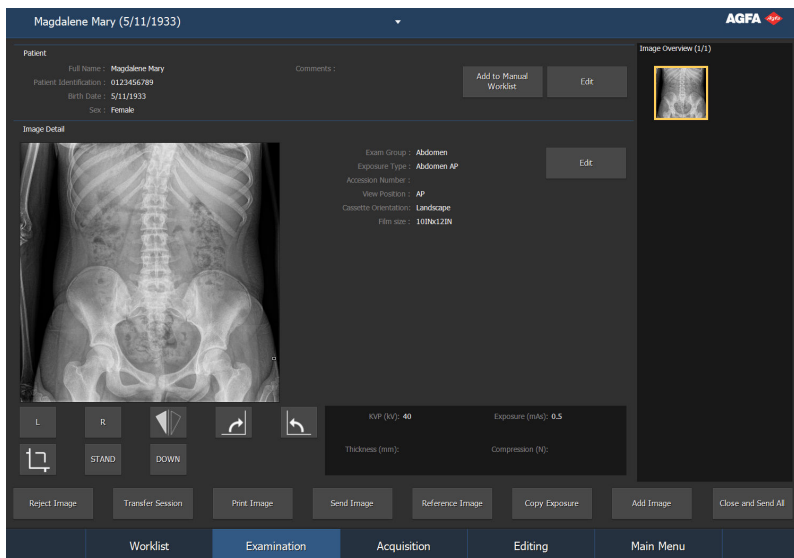 Magdalene Mary (5/11/1933)
AGFA Agfa
Patient
Full Name : Magdalene Mary
Comments :
Patient Identification : 0123456789
Birth Date : 5/11/1933
Sex : Female
Add to Manual
Worklist
Edit
Image Overview (1/1)
Image Detail
Exam Group : Abdomen
Exposure Type : Abdomen AP
Accession Number :
View Position : AP
Cassette Orientation: Landscape
Film size : 10INx12IN
Edit
L R
STAND DOWN
KVP (kV): 40 Exposure (mAs): 0.5
Thickness (mm): Compression (N):
Reject Image Transfer Session Print Image Send Image Reference Image Copy Exposure Add Image Close and Send All
Worklist Examination Acquisition Editing Main Menu